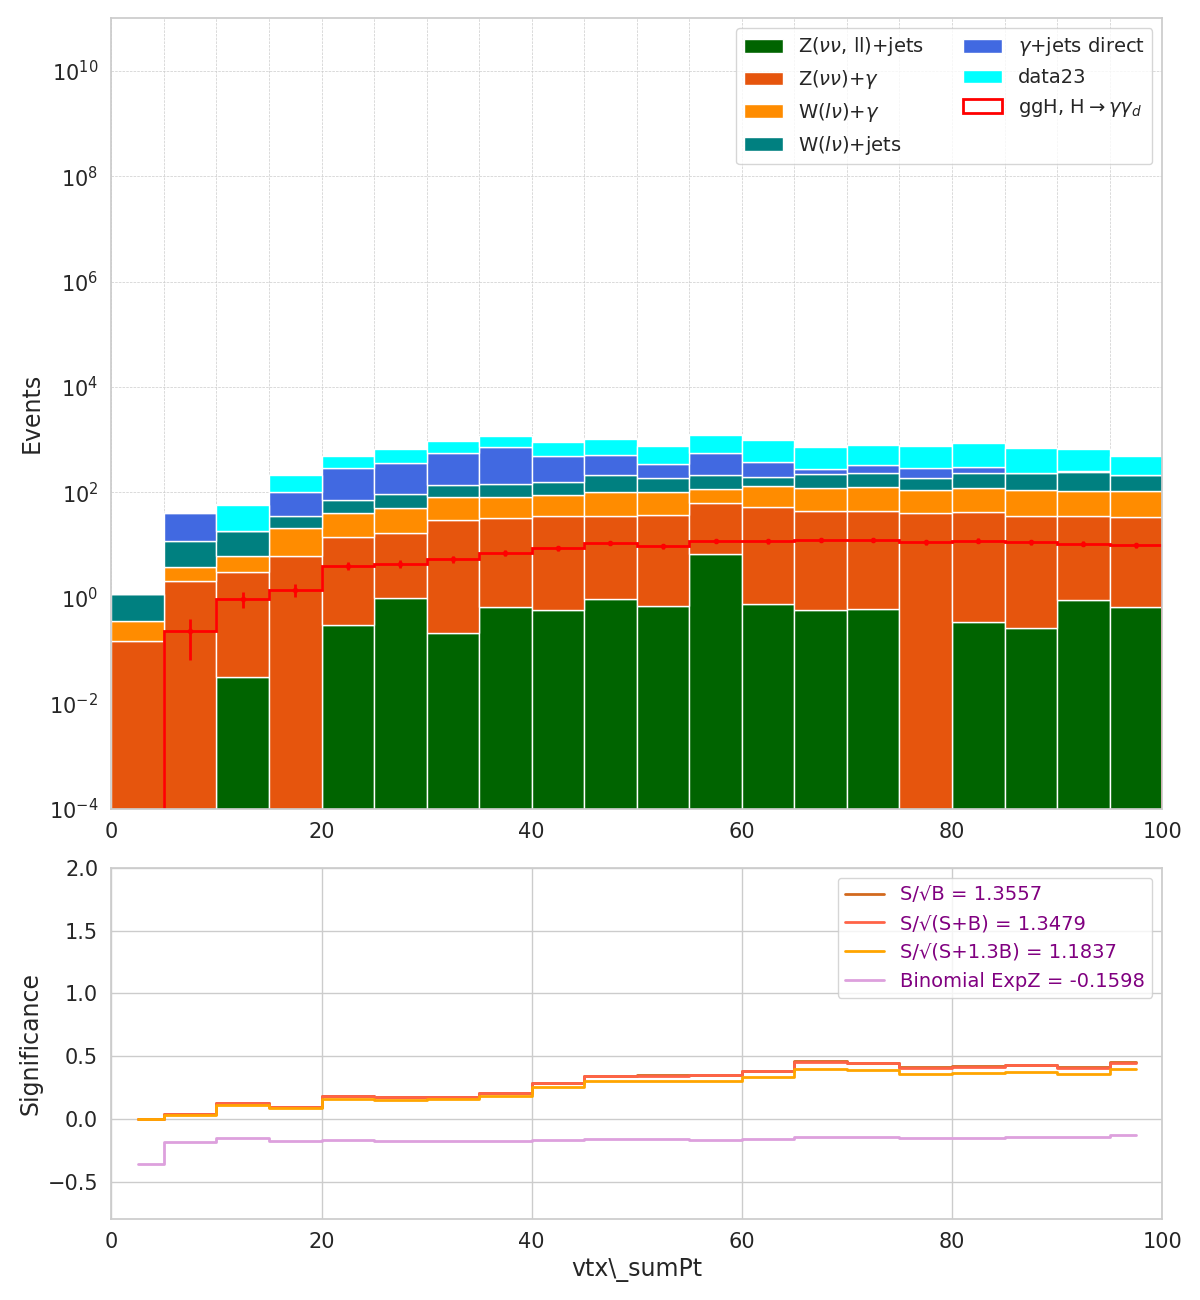 Z(νν, ll)+jets
Z(νν)+γ
W(lν)+γ
W(lν)+jets
γ+jets direct
data23
ggH, H→γγ_d
Events
10^10
10^8
10^6
10^4
10^2
10^0
10^−2
10^−4
0 20 40 60 80 100
S/√B = 1.3557
S/√(S+B) = 1.3479
S/√(S+1.3B) = 1.1837
Binomial ExpZ = -0.1598
Significance
2.0
1.5
1.0
0.5
0.0
−0.5
0 20 40 60 80 100
vtx\_sumPt